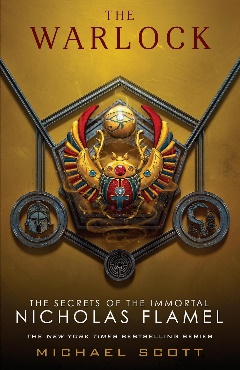 THE
WARLOCK
THE SECRETS OF THE IMMORTAL
NICHOLAS FLAMEL
THE NEW YORK TIMES BESTSELLING SERIES
MICHAEL SCOTT